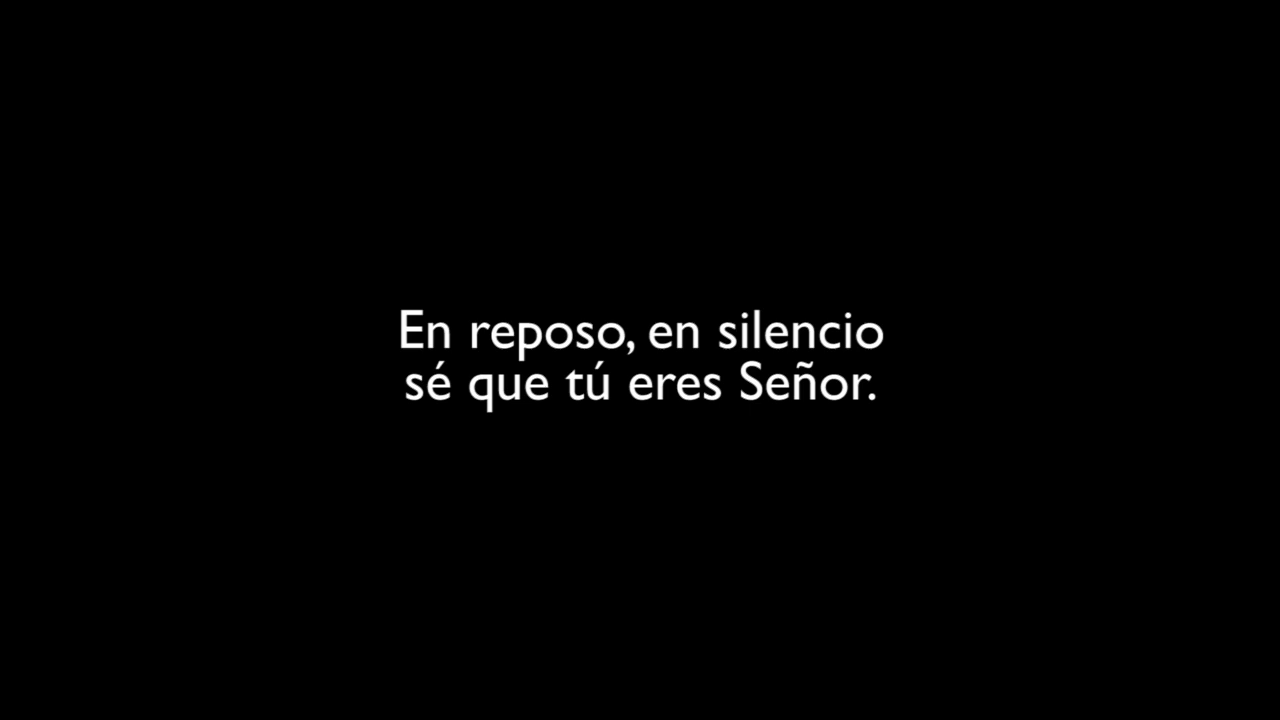 En reposo, en silencio
sé que tú eres Señor.